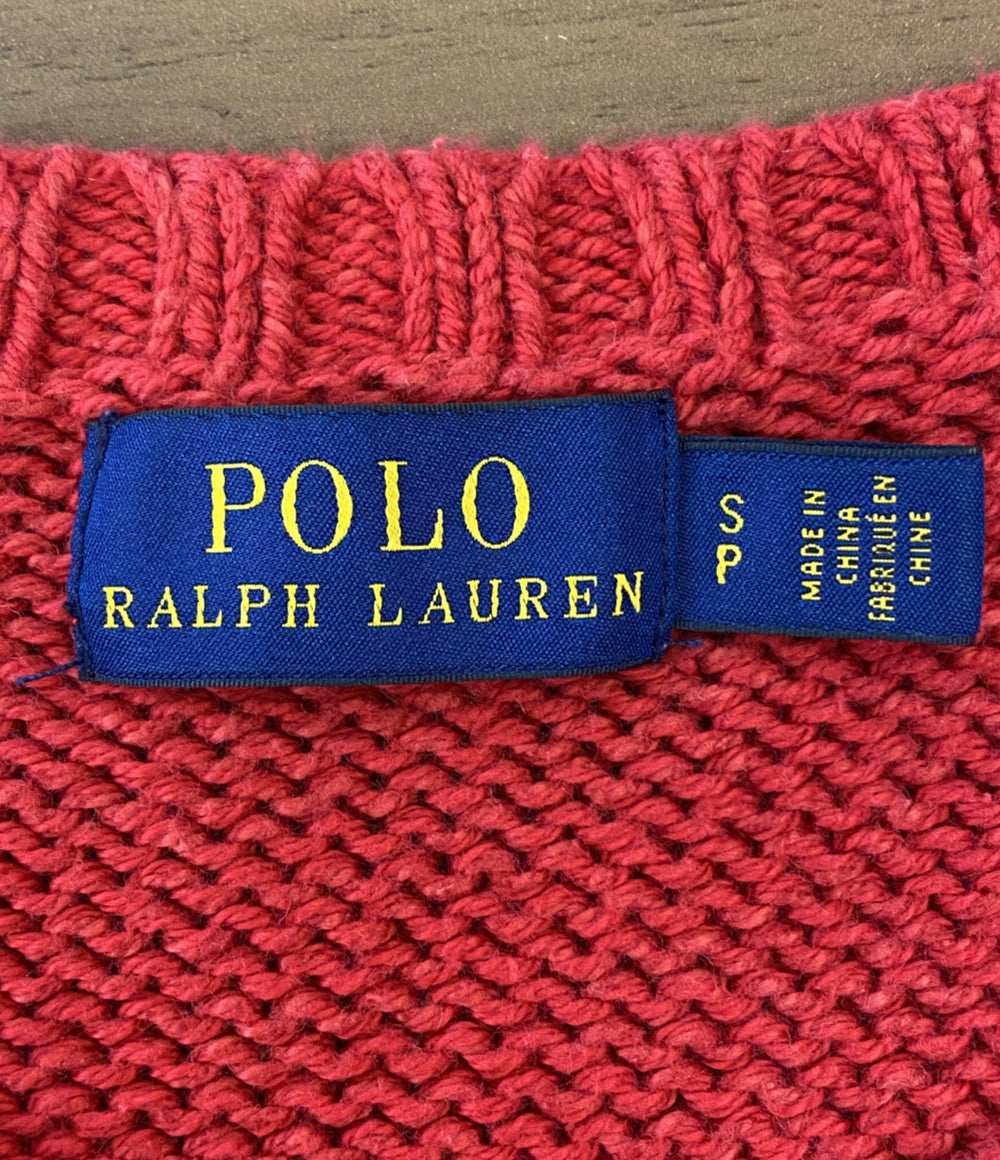 POLO
RALPH LAUREN
S
P
MADE IN
CHINA
FABRIQUÉ EN
CHINE